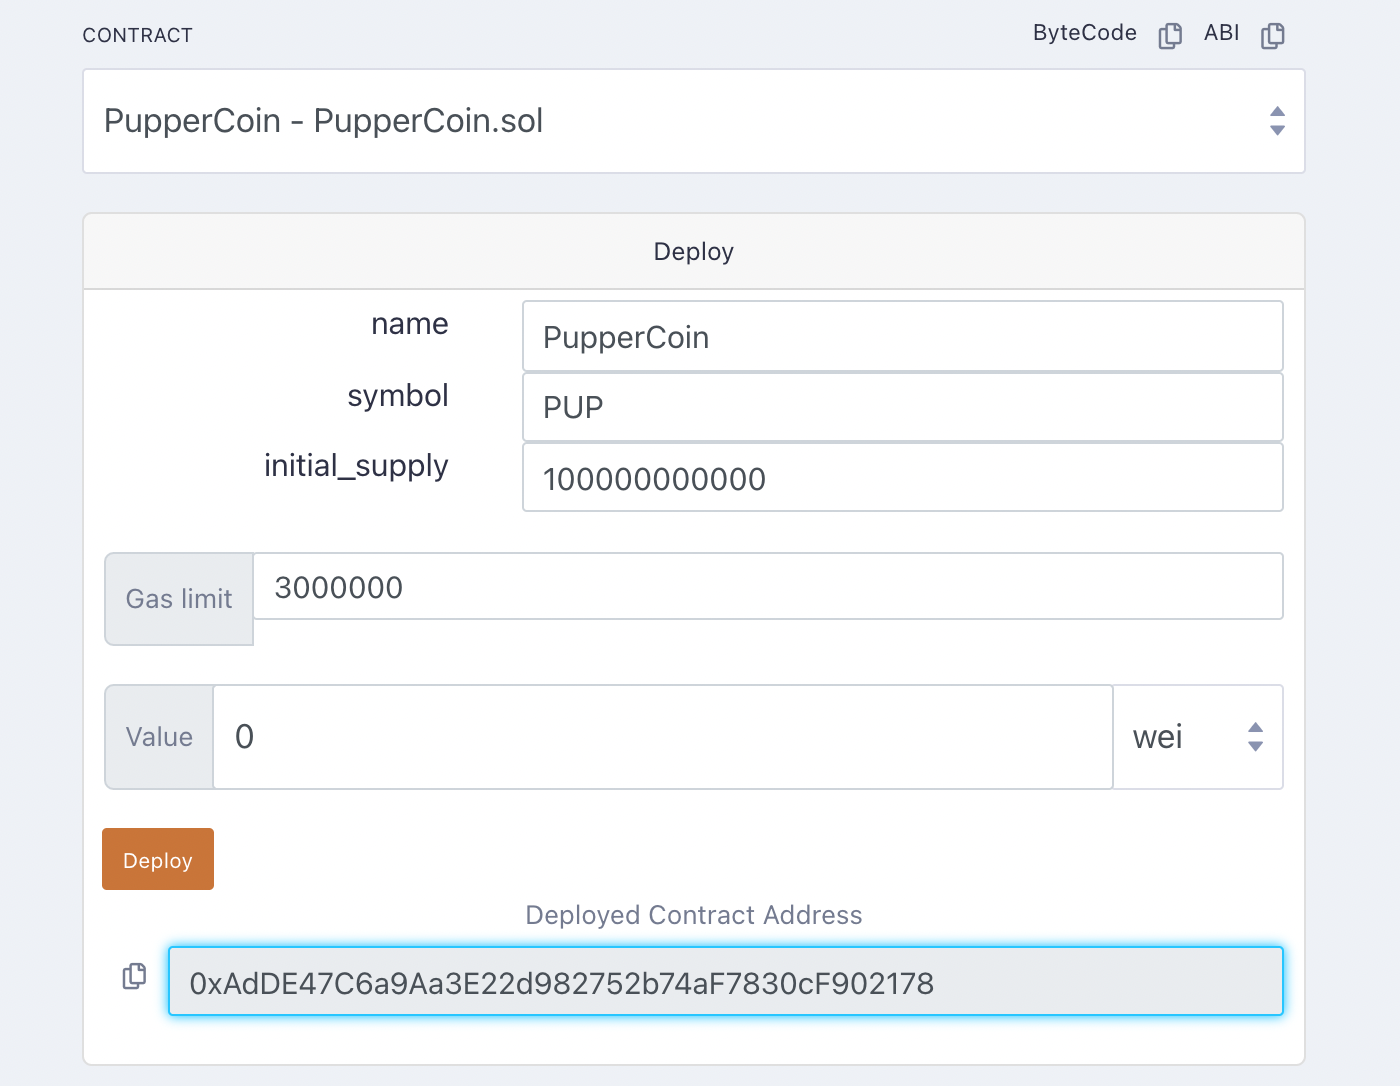 CONTRACT ByteCode ABI
PupperCoin - PupperCoin.sol
Deploy
name PupperCoin
symbol PUP
initial_supply 100000000000
Gas limit 3000000
Value 0 wei
Deploy
Deployed Contract Address
0xAdDE47C6a9Aa3E22d982752b74aF7830cF902178